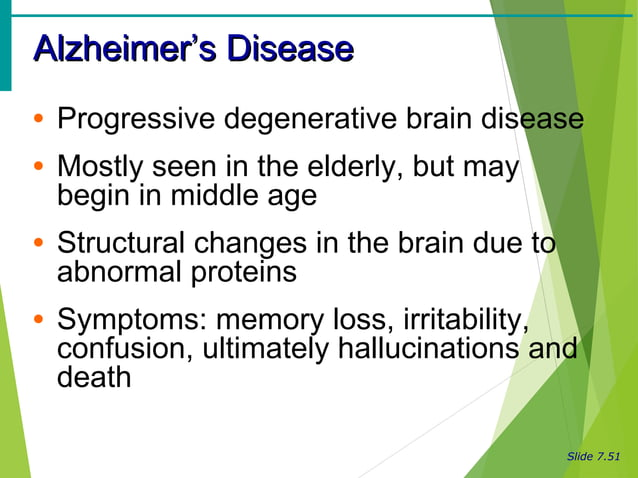 Alzheimer’s Disease
• Progressive degenerative brain disease
• Mostly seen in the elderly, but may
begin in middle age
• Structural changes in the brain due to
abnormal proteins
• Symptoms: memory loss, irritability,
confusion, ultimately hallucinations and
death
Slide 7.51